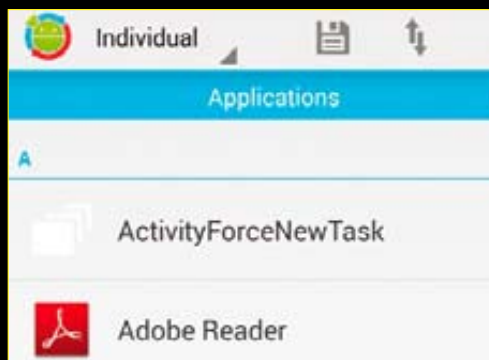 Individual
Applications
A
ActivityForceNewTask
Adobe Reader